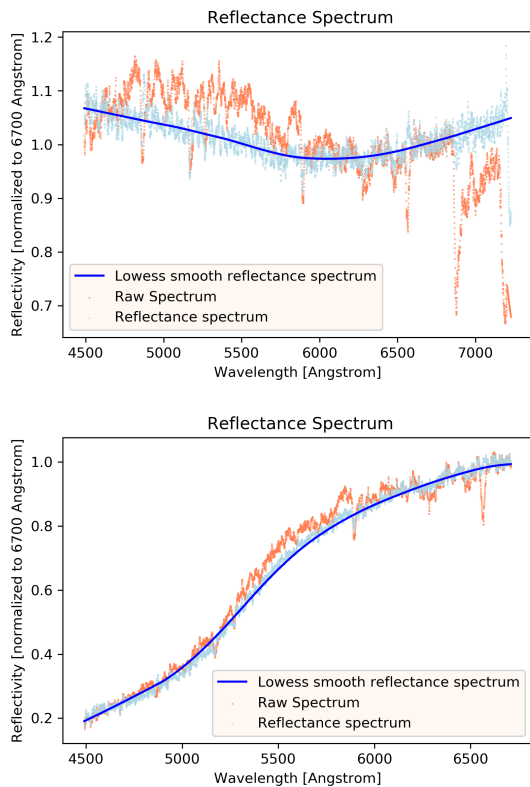 Reflectance Spectrum
Reflectivity [normalized to 6700 Angstrom]
1.2
1.1
1.0
0.9
0.8
0.7
Lowess smooth reflectance spectrum
Raw Spectrum
Reflectance spectrum
4500 5000 5500 6000 6500 7000
Wavelength [Angstrom]
Reflectance Spectrum
Reflectivity [normalized to 6700 Angstrom]
1.0
0.8
0.6
0.4
0.2
Lowess smooth reflectance spectrum
Raw Spectrum
Reflectance spectrum
4500 5000 5500 6000 6500
Wavelength [Angstrom]